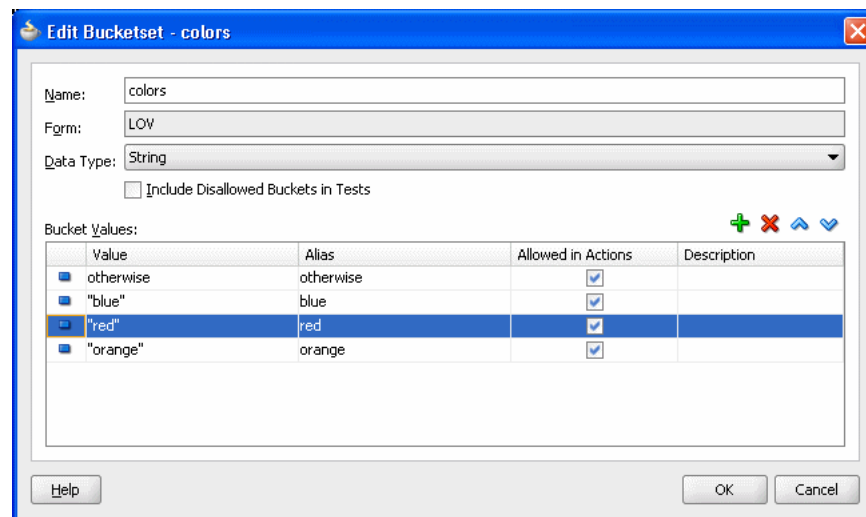 Edit Bucketset - colors
Name: colors
Form: LOV
Data Type: String
Include Disallowed Buckets in Tests
Bucket Values:
Value Alias Allowed in Actions Description
otherwise otherwise
"blue" blue
"red" red
"orange" orange
Help OK Cancel